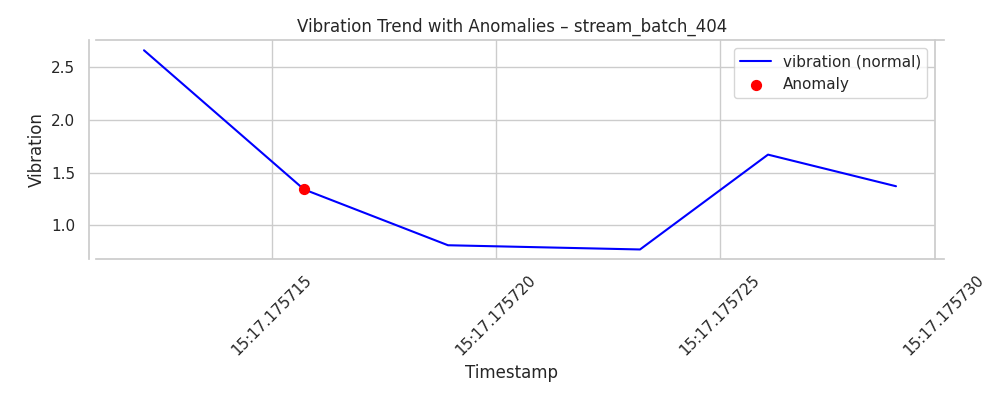 Vibration Trend with Anomalies – stream_batch_404
vibration (normal)
Anomaly
Vibration
2.5
2.0
1.5
1.0
15:17.175715
15:17.175720
15:17.175725
15:17.175730
Timestamp